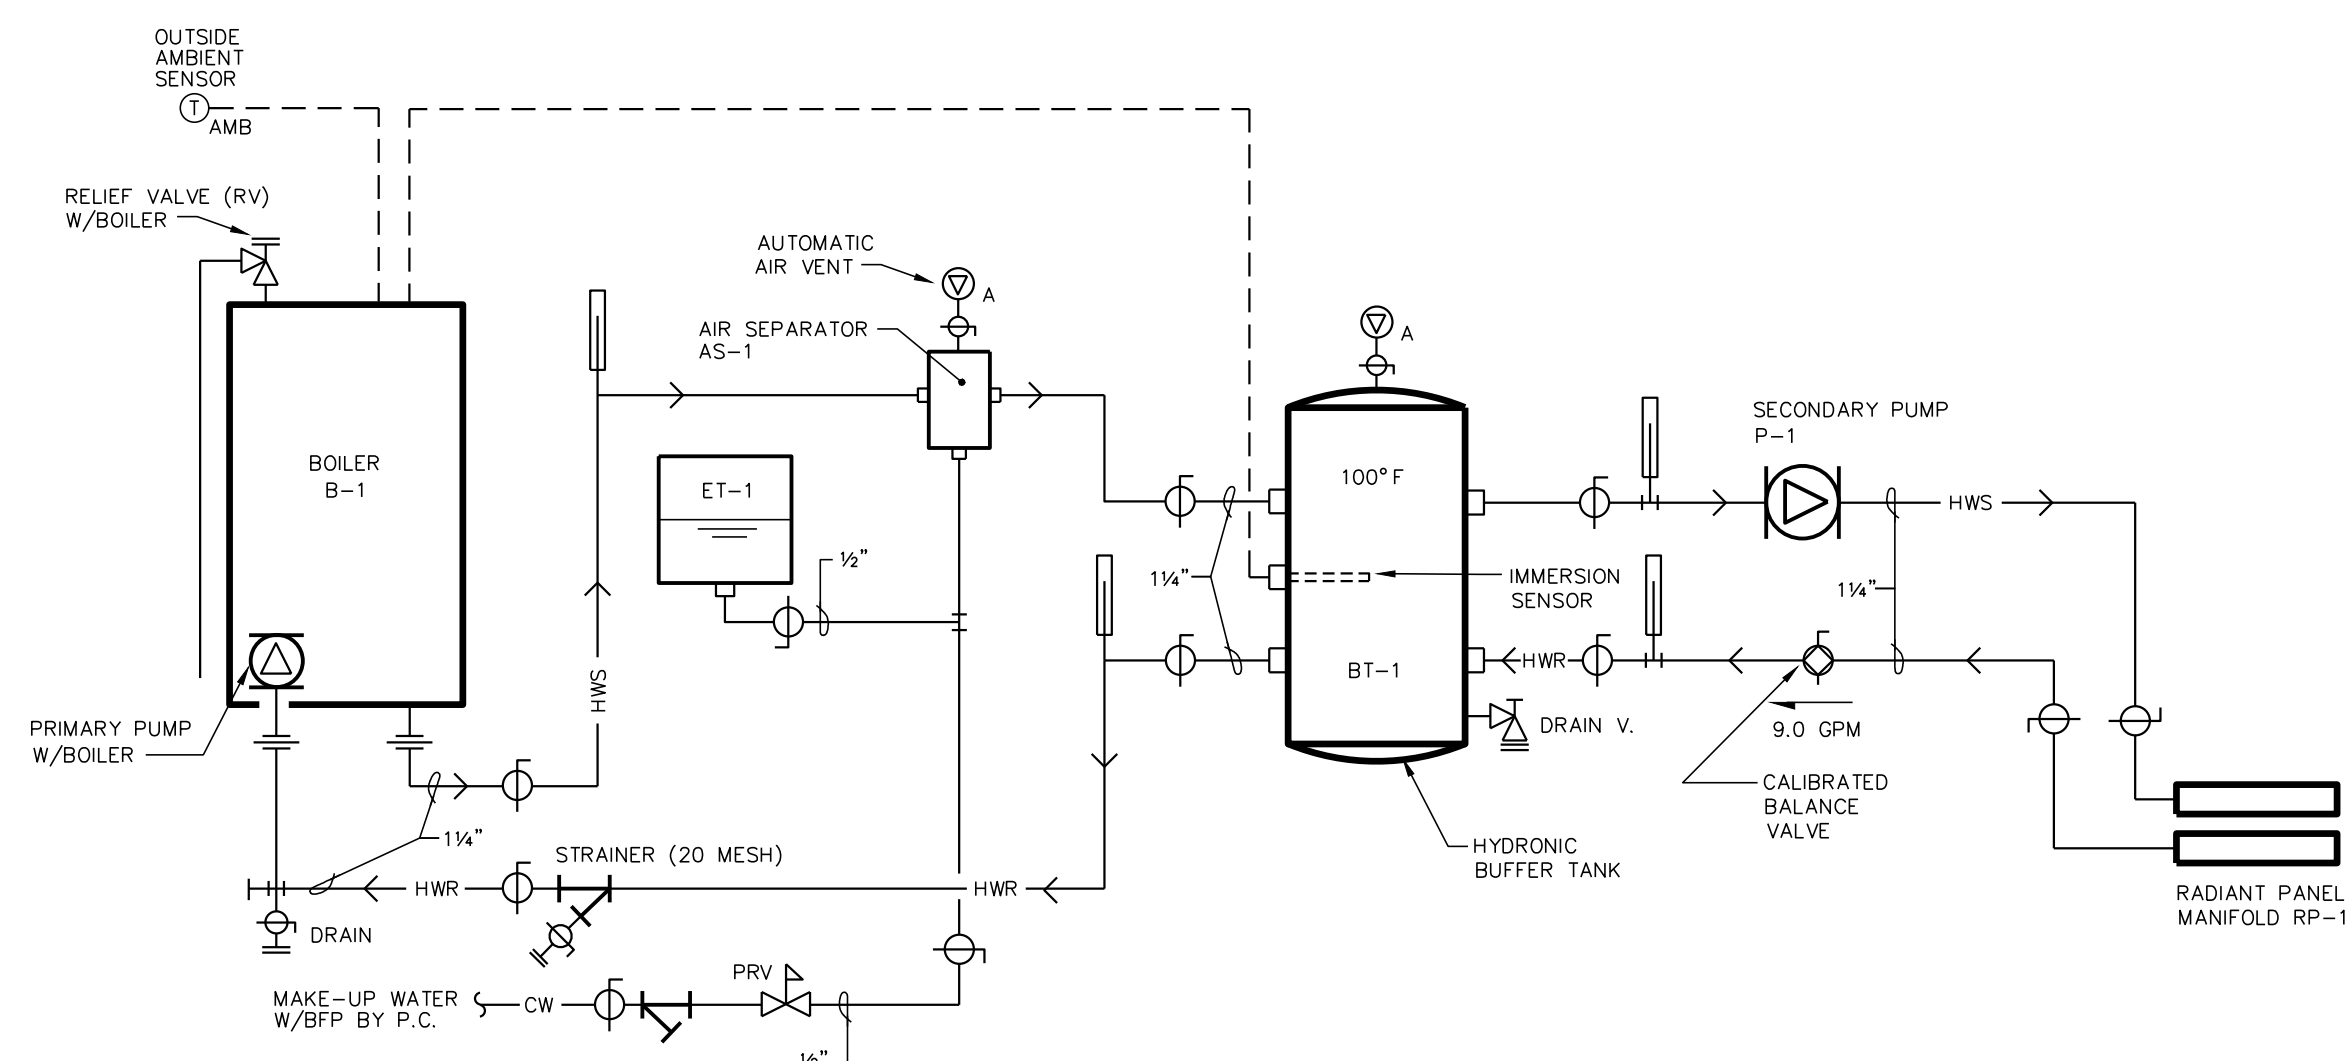 OUTSIDE
AMBIENT
SENSOR
T
AMB
RELIEF VALVE (RV)
W/BOILER
AUTOMATIC
AIR VENT
A
AIR SEPARATOR
AS-1
A
SECONDARY PUMP
P-1
BOILER
B-1
ET-1
100°F
HWS
½"
1¼"
IMMERSION
SENSOR
1¼"
HWS
HWR
BT-1
PRIMARY PUMP
W/BOILER
DRAIN V.
9.0 GPM
CALIBRATED
BALANCE
VALVE
1¼"
STRAINER (20 MESH)
HYDRONIC
BUFFER TANK
HWR
HWR
RADIANT PANEL
MANIFOLD RP-1
DRAIN
PRV
MAKE-UP WATER
W/BFP BY P.C.
CW
½"